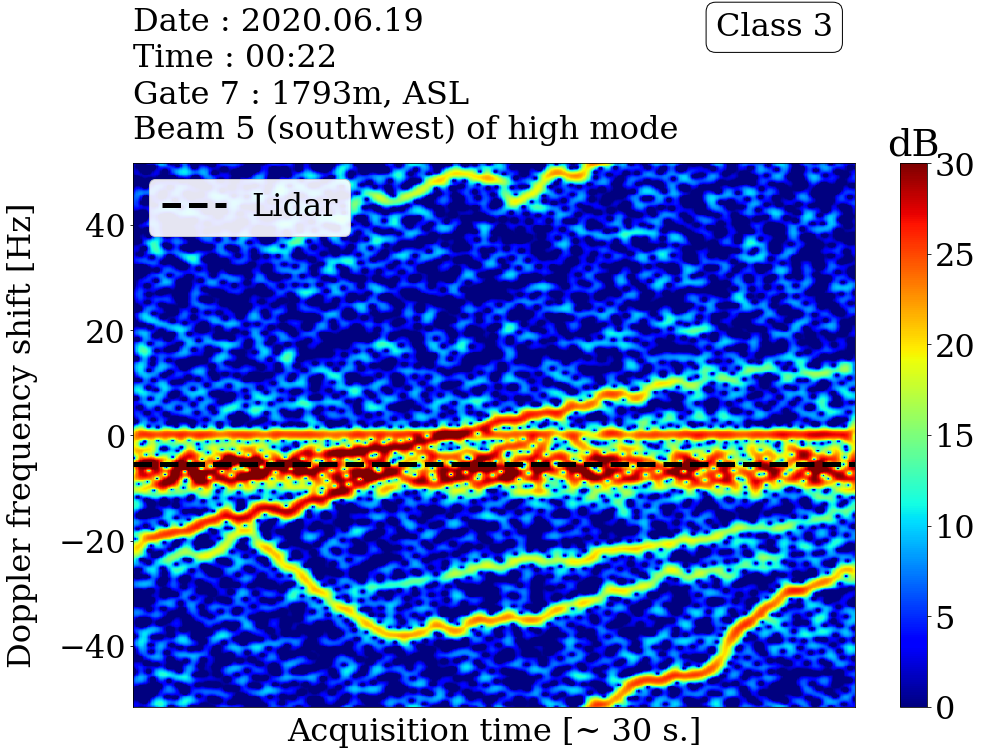 Date : 2020.06.19
Class 3
Time : 00:22
Gate 7 : 1793m, ASL
Beam 5 (southwest) of high mode
dB
Lidar
Doppler frequency shift [Hz]
40
20
0
−20
−40
30
25
20
15
10
5
0
Acquisition time [~ 30 s.]